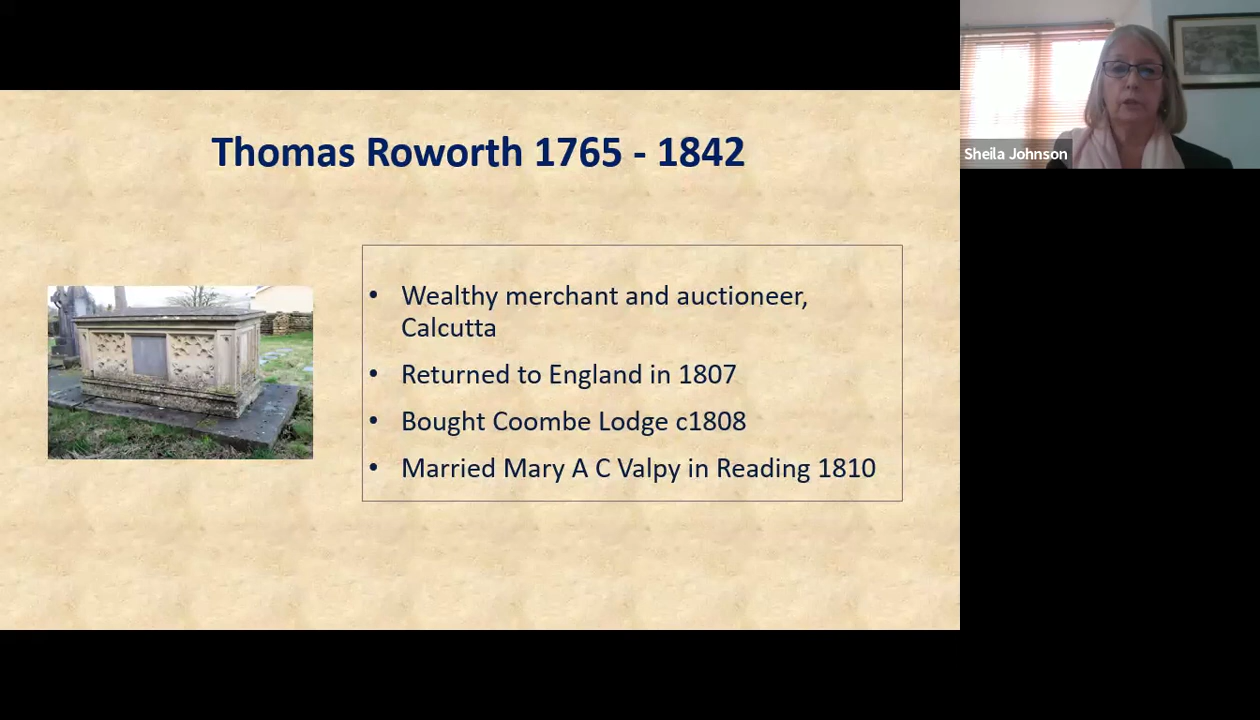 Thomas Roworth 1765 - 1842
• Wealthy merchant and auctioneer,
Calcutta
• Returned to England in 1807
• Bought Coombe Lodge c1808
• Married Mary A C Valpy in Reading 1810
Sheila Johnson